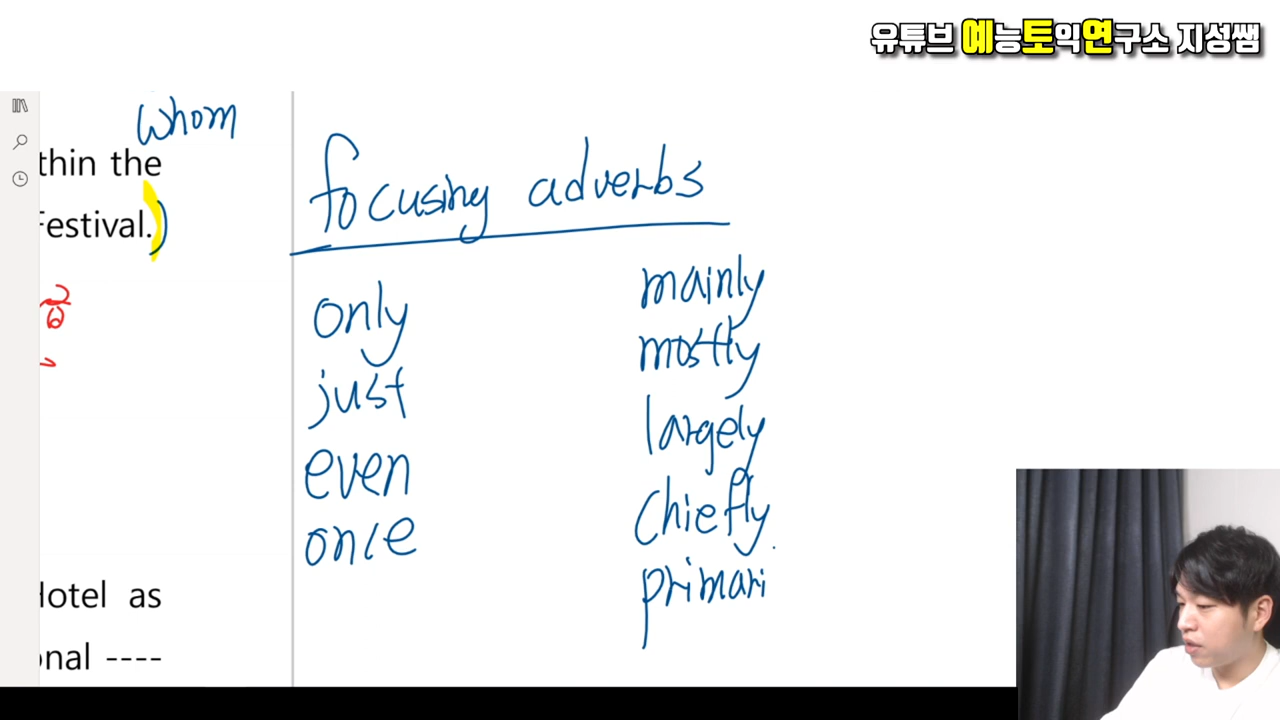 유튜브 예능토익연구소 지성쌤
whom
thin the
Festival.)
focusing adverbs
only
just
even
once
mainly
mostly
largely
chiefly
primari
Hotel as
onal ----